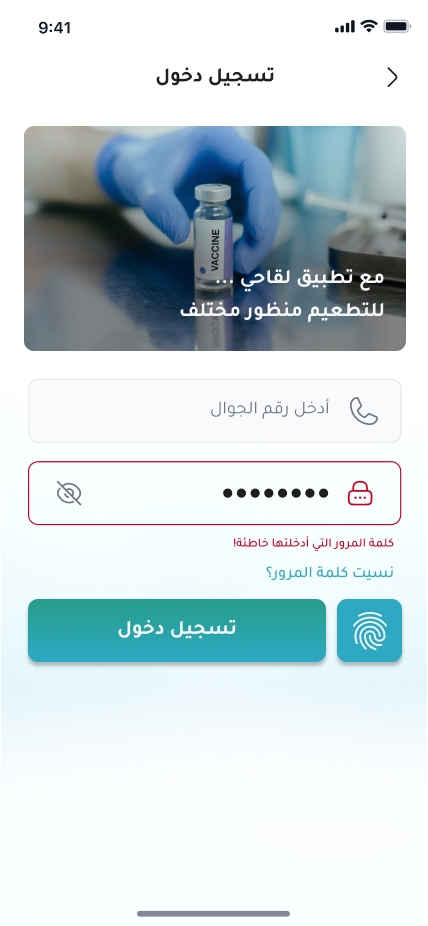 9:41
تسجيل دخول
VACCINE
مع تطبيق لقاحي ...
للتطعيم منظور مختلف
أدخل رقم الجوال
كلمة المرور التي أدخلتها خاطئة!
نسيت كلمة المرور؟
تسجيل دخول